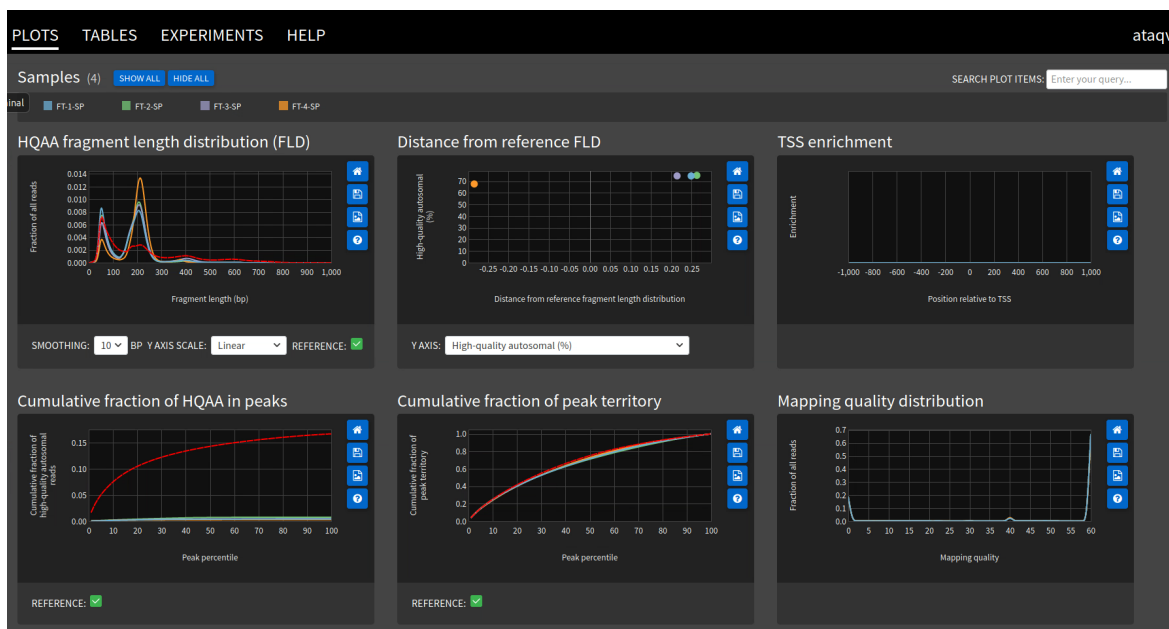 PLOTS TABLES EXPERIMENTS HELP ataqv
Samples (4) SHOW ALL HIDE ALL SEARCH PLOT ITEMS: Enter your query...
inal FT-1-SP FT-2-SP FT-3-SP FT-4-SP
HQAA fragment length distribution (FLD)
Fraction of all reads
0.014
0.012
0.010
0.008
0.006
0.004
0.002
0.000
0 100 200 300 400 500 600 700 800 900 1,000
Fragment length (bp)
SMOOTHING: 10 BP Y AXIS SCALE: Linear REFERENCE:
Distance from reference FLD
High-quality autosomal
(%)
70
60
50
40
30
20
10
0
-0.25 -0.20 -0.15 -0.10 -0.05 0.00 0.05 0.10 0.15 0.20 0.25
Distance from reference fragment length distribution
Y AXIS: High-quality autosomal (%)
TSS enrichment
Enrichment
-1,000 -800 -600 -400 -200 0 200 400 600 800 1,000
Position relative to TSS
Cumulative fraction of HQAA in peaks
Cumulative fraction of
high-quality autosomal
reads
0.15
0.10
0.05
0.00
0 10 20 30 40 50 60 70 80 90 100
Peak percentile
REFERENCE:
Cumulative fraction of peak territory
Cumulative fraction of
peak territory
1.0
0.8
0.6
0.4
0.2
0.0
0 10 20 30 40 50 60 70 80 90 100
Peak percentile
REFERENCE:
Mapping quality distribution
Fraction of all reads
0.7
0.6
0.5
0.4
0.3
0.2
0.1
0.0
0 5 10 15 20 25 30 35 40 45 50 55 60
Mapping quality